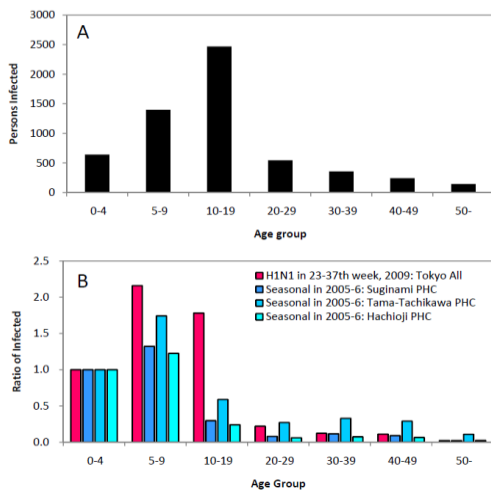 A
3000
2500
2000
1500
1000
500
0
Persons Infected
0-4 5-9 10-19 20-29 30-39 40-49 50-
Age group
B
2.5
2.0
1.5
1.0
0.5
0.0
Ratio of Infected
H1N1 in 23-37th week, 2009: Tokyo All
Seasonal in 2005-6: Suginami PHC
Seasonal in 2005-6: Tama-Tachikawa PHC
Seasonal in 2005-6: Hachioji PHC
0-4 5-9 10-19 20-29 30-39 40-49 50-
Age Group